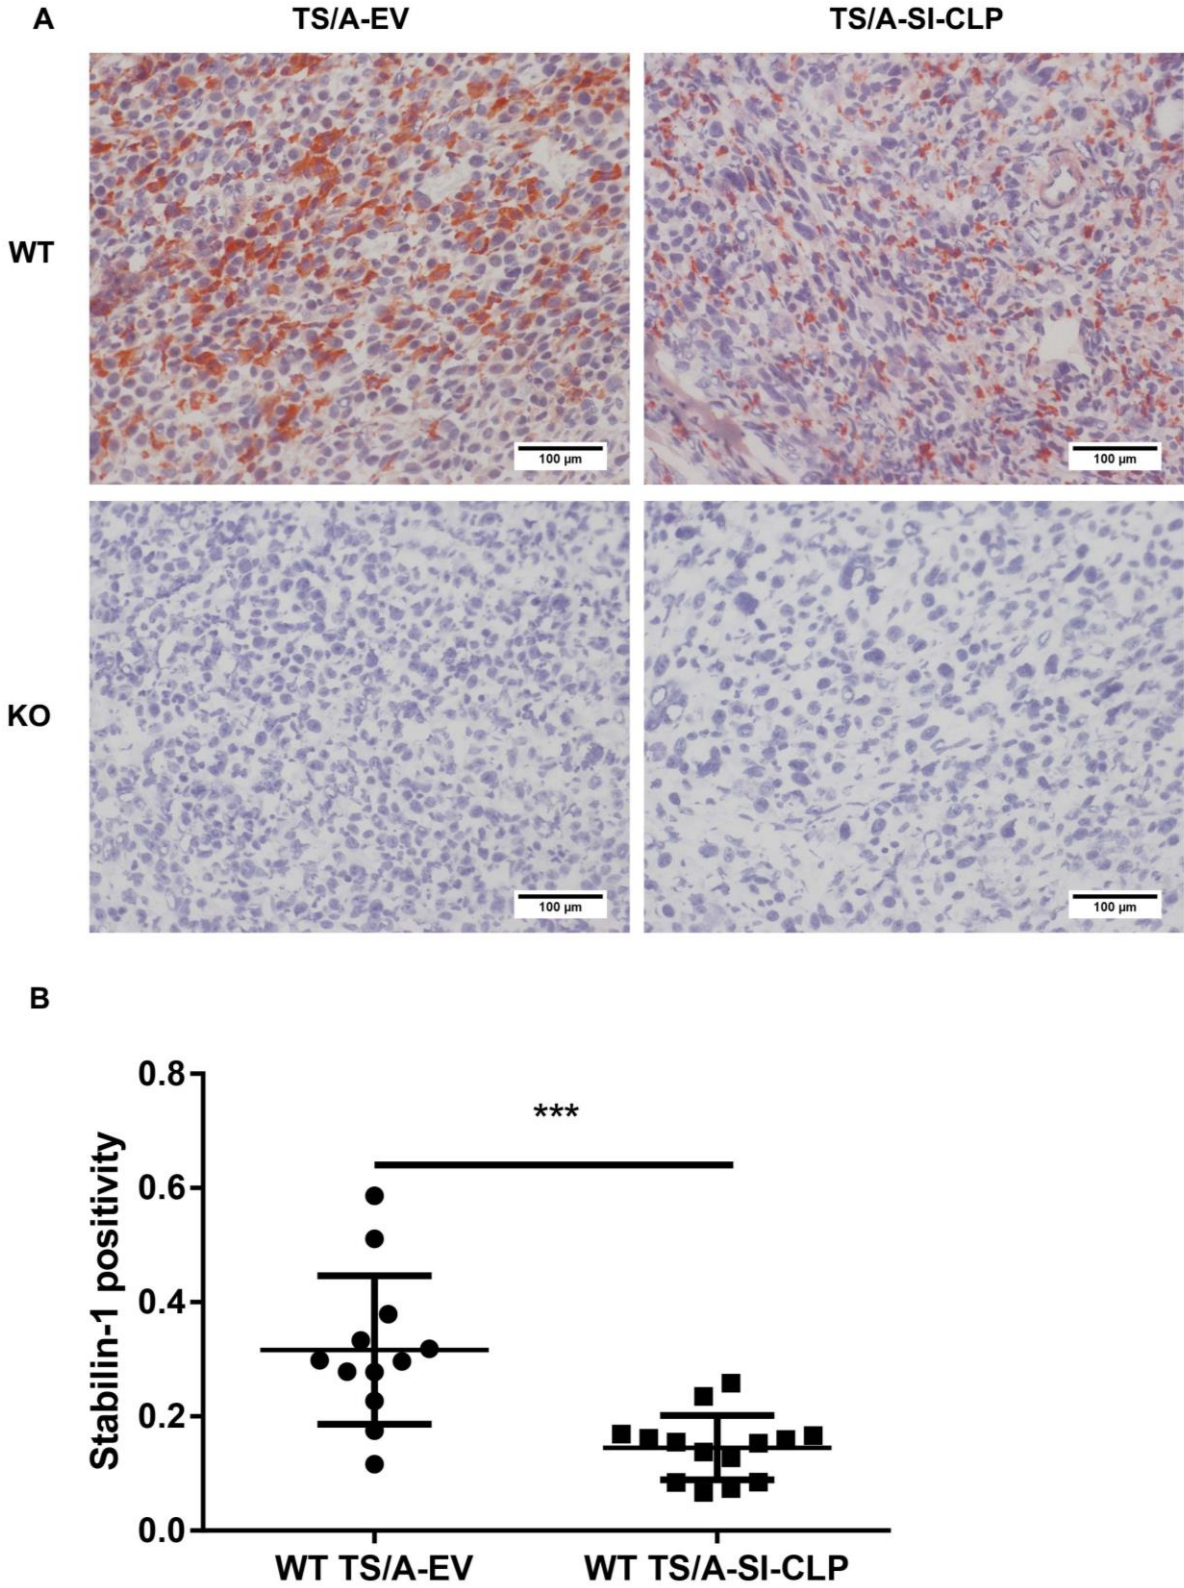 A
TS/A-EV
TS/A-SI-CLP
WT
100 µm
100 µm
KO
100 µm
100 µm
B
0.8
***
0.6
0.4
0.2
0.0
Stabilin-1 positivity
WT TS/A-EV
WT TS/A-SI-CLP